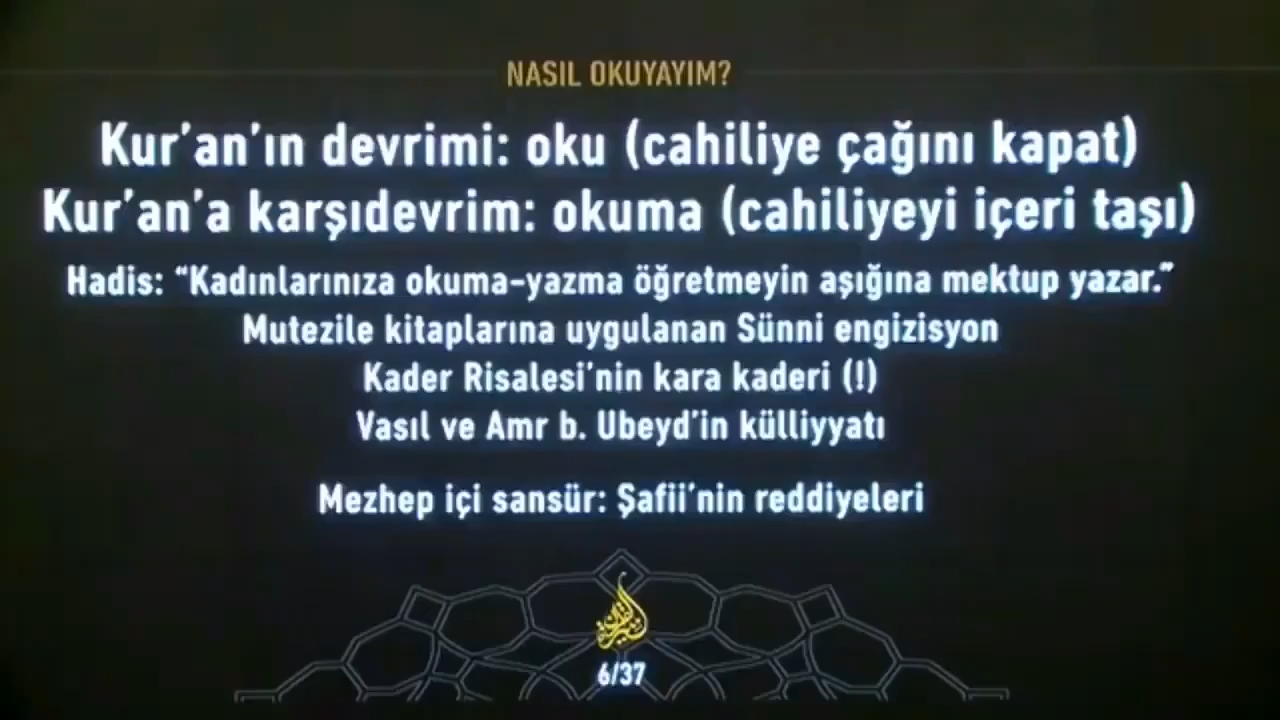 NASIL OKUYAYIM?
Kur’an’ın devrimi: oku (cahiliye çağını kapat)
Kur’an’a karşıdevrim: okuma (cahiliyeyi içeri taşı)
Hadis: “Kadınlarınıza okuma-yazma öğretmeyin aşığına mektup yazar.”
Mutezile kitaplarına uygulanan Sünni engizisyon
Kader Risalesi’nin kara kaderi (!)
Vasıl ve Amr b. Ubeyd’in külliyyatı
Mezhep içi sansür: Şafii’nin reddiyeleri
6/37